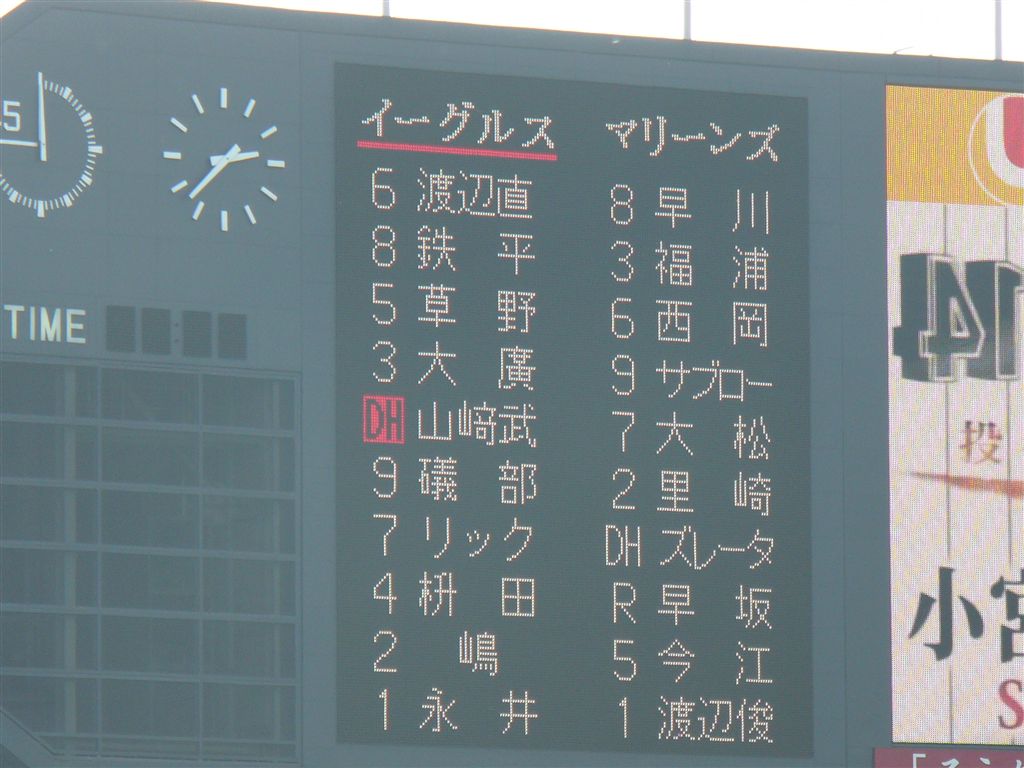 5
TIME
イーグルス マリーンズ
6 渡辺直 8 早川
8 鉄平 3 福浦
5 草野 6 西岡
3 大廣 9 サブロー
DH 山﨑武 7 大松
9 礒部 2 里崎
7 リック DH ズレータ
4 枡田 R 早坂
2 嶋 5 今江
1 永井 1 渡辺俊
投
小宮
S